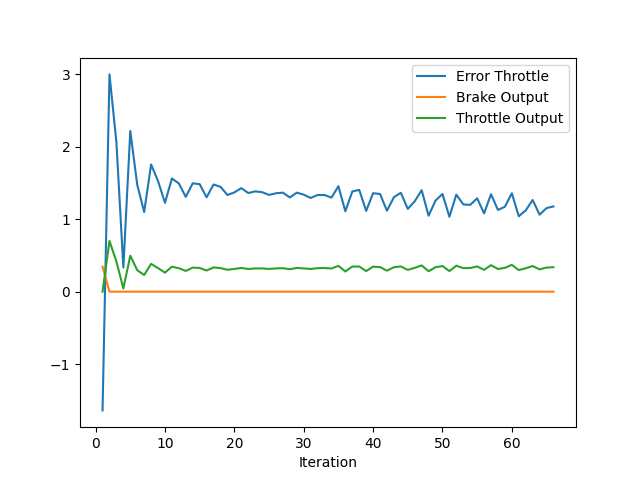 Error Throttle
Brake Output
Throttle Output
3
2
1
0
−1
0 10 20 30 40 50 60
Iteration